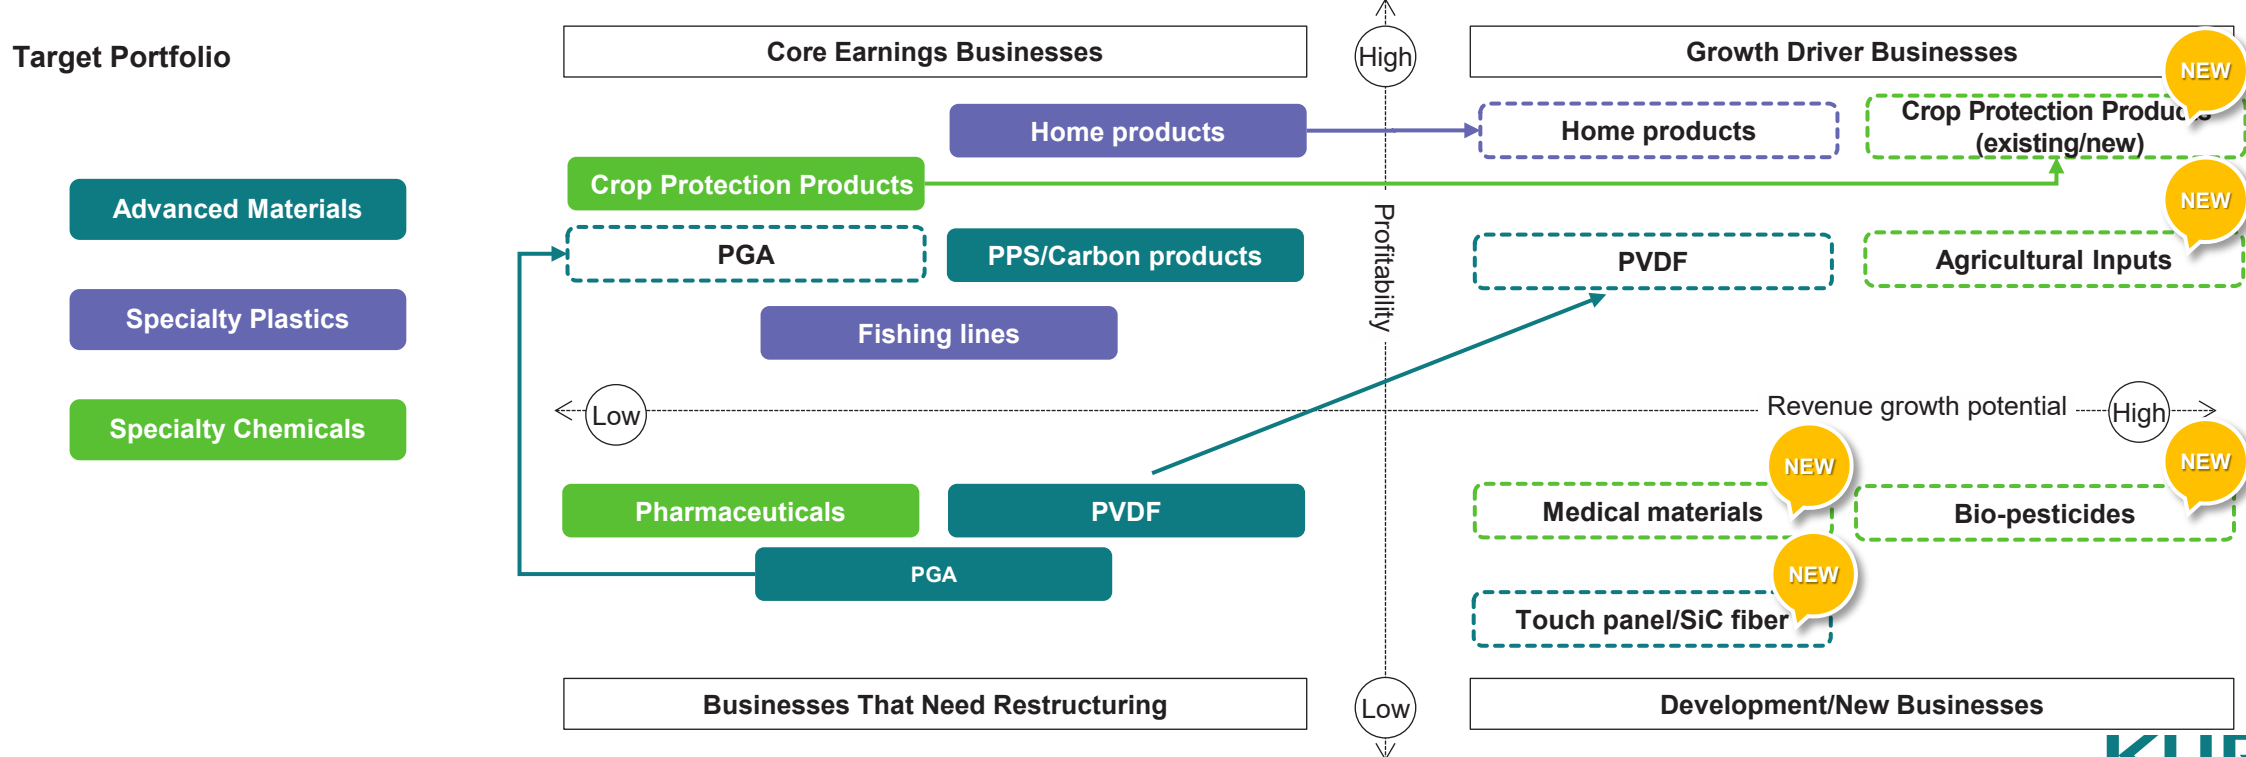 Target Portfolio
Core Earnings Businesses
High
Growth Driver Businesses
NEW
Home products
Home products
Crop Protection Products
(existing/new)
Crop Protection Products
NEW
Advanced Materials
Profitability
PGA
PPS/Carbon products
PVDF
Agricultural Inputs
Specialty Plastics
Fishing lines
Low
Revenue growth potential
High
Specialty Chemicals
NEW
NEW
Pharmaceuticals
PVDF
Medical materials
Bio-pesticides
PGA
NEW
Touch panel/SiC fiber
Businesses That Need Restructuring
Low
Development/New Businesses